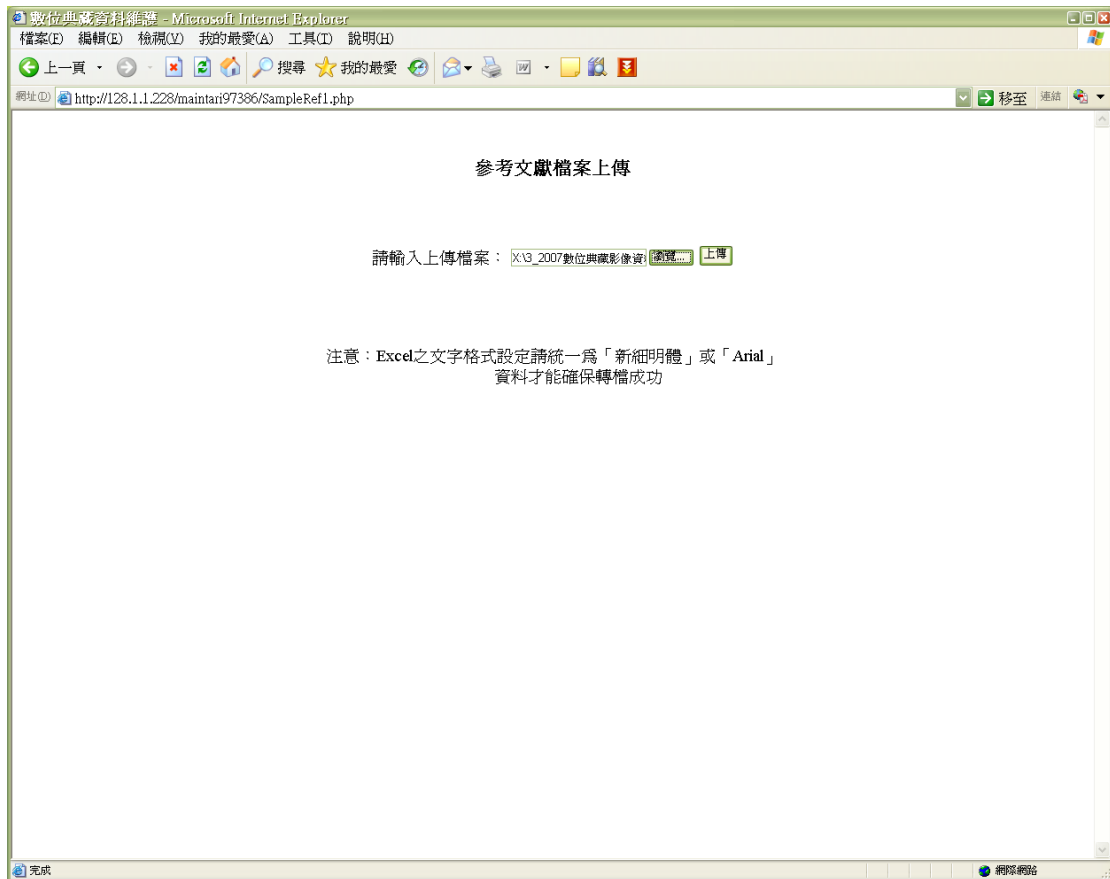 數位典藏資料維護 - Microsoft Internet Explorer
檔案(F) 編輯(E) 檢視(V) 我的最愛(A) 工具(T) 說明(H)
上一頁 搜尋 我的最愛
網址(D) http://128.1.1.228/maintari97386/SampleRef1.php 移至 連結
參考文獻檔案上傳
請輸入上傳檔案： X:\3_2007數位典藏影像資 瀏覽... 上傳
注意：Excel之文字格式設定請統一為「新細明體」或「Arial」
資料才能確保轉檔成功
完成 網際網路